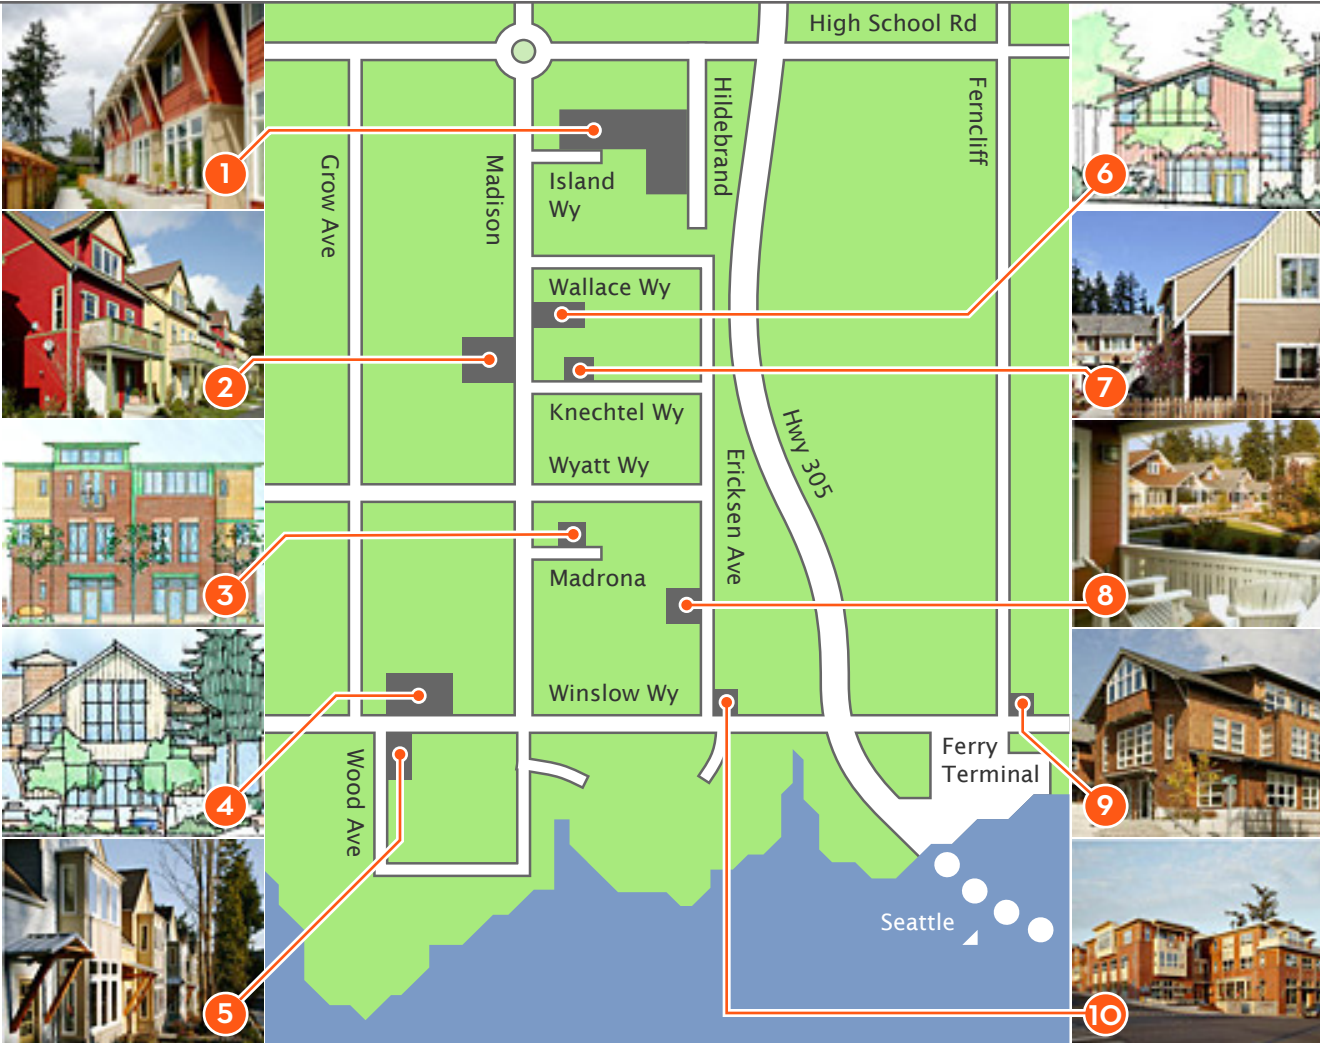 High School Rd
Hildebrand
Ferncliff
Grow Ave
Madison
1
6
Island
Wy
Wallace Wy
2
7
Knechtel Wy
Hwy 305
Wyatt Wy
Ericksen Ave
3
Madrona
8
4
Winslow Wy
Wood Ave
Ferry
Terminal
9
Seattle
5
10